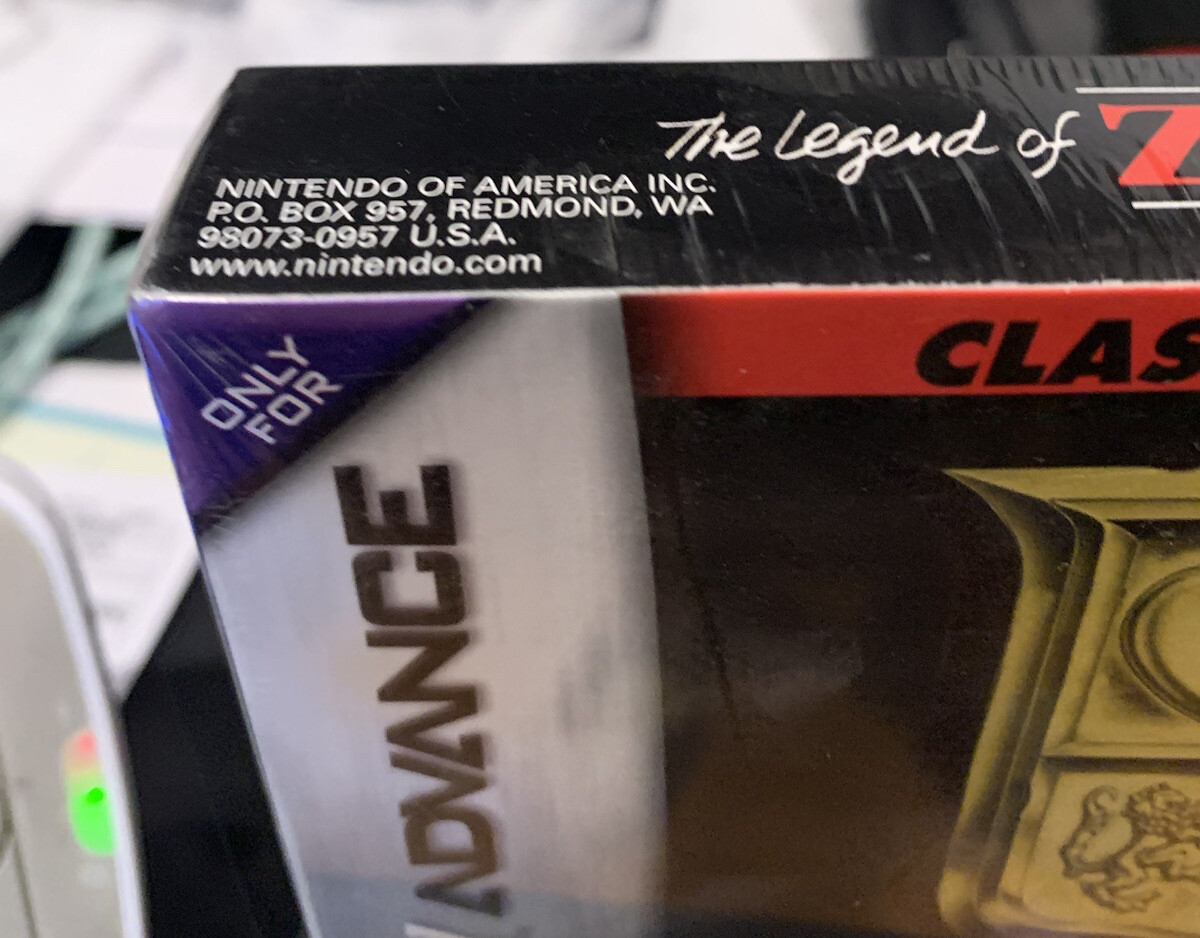 The Legend of Z
NINTENDO OF AMERICA INC.
P.O. BOX 957, REDMOND, WA
98073-0957 U.S.A.
www.nintendo.com
ONLY
FOR
CLAS
ADVANCE